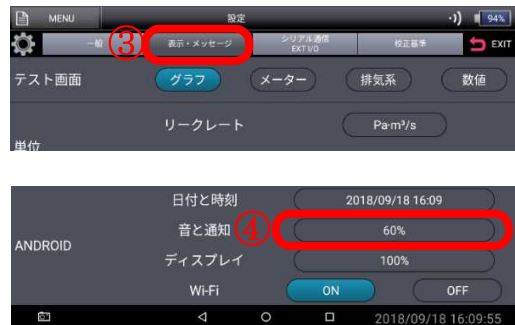 MENU 設定 94%
一般 ③ 表示・メッセージ シリアル通信 EXT I/O 校正基準 EXIT
テスト画面 グラフ メーター 排気系 数値
リークレート Pa·m³/s
単位
日付と時刻 2018/09/18 16:09
音と通知 ④ 60%
ANDROID
ディスプレイ 100%
Wi-Fi ON OFF
2018/09/18 16:09:55